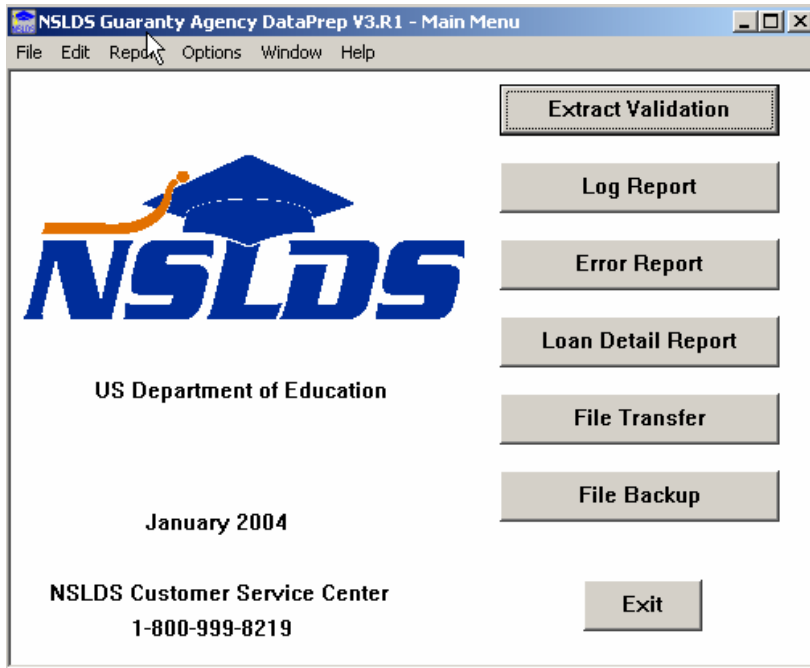 NSLDS Guaranty Agency DataPrep V3.R1 - Main Menu
File Edit Report Options Window Help
Extract Validation
Log Report
Error Report
Loan Detail Report
File Transfer
File Backup
Exit
NSLDS
US Department of Education
January 2004
NSLDS Customer Service Center
1-800-999-8219